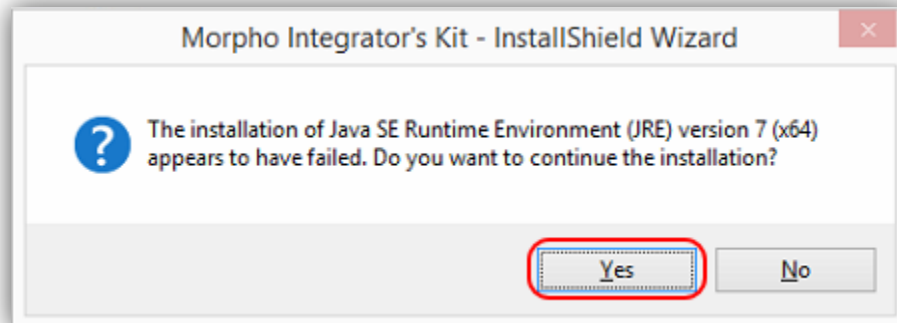 Morpho Integrator's Kit - InstallShield Wizard
The installation of Java SE Runtime Environment (JRE) version 7 (x64)
appears to have failed. Do you want to continue the installation?
Yes
No